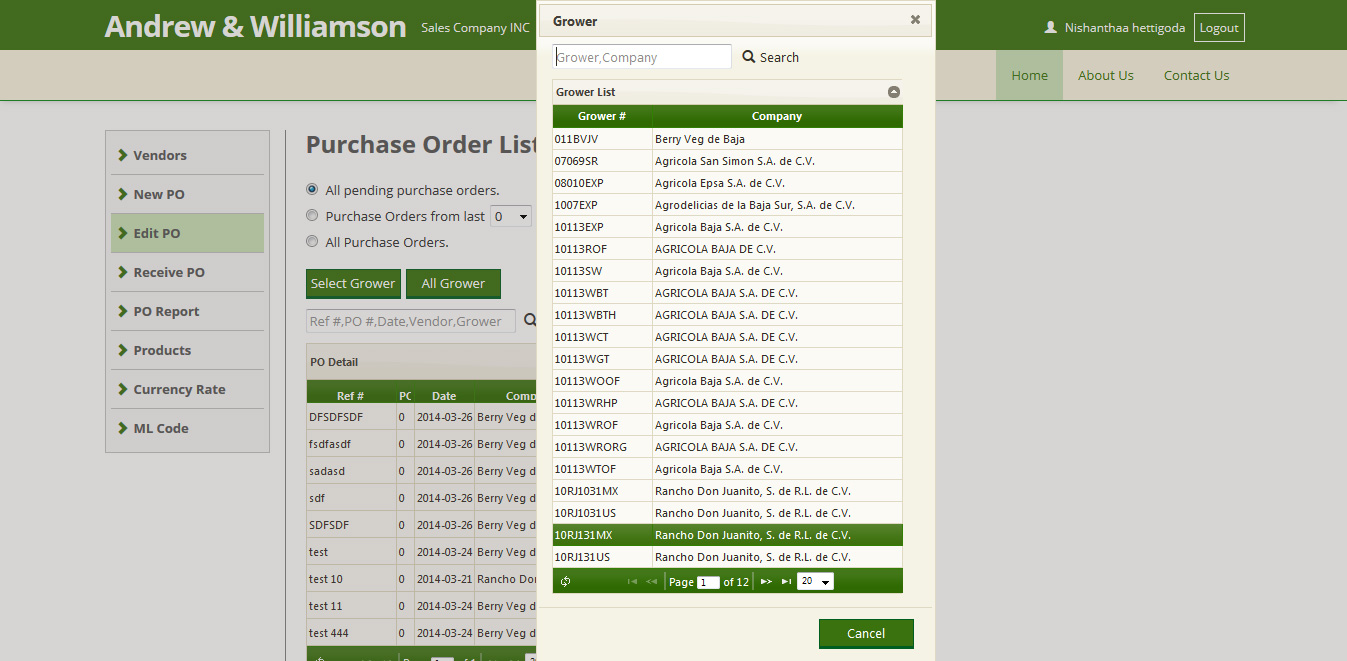 Andrew & Williamson Sales Company INC
Nishanthaa hettigoda Logout
Home About Us Contact Us
Vendors
New PO
Edit PO
Receive PO
PO Report
Products
Currency Rate
ML Code
Purchase Order List
All pending purchase orders.
Purchase Orders from last 0
All Purchase Orders.
Select Grower All Grower
Ref #,PO #,Date,Vendor,Grower
PO Detail
Ref # PO Date Comp
DFSDFSDF 0 2014-03-26 Berry Veg d
fsdfasdf 0 2014-03-26 Berry Veg d
sadasd 0 2014-03-26 Berry Veg d
sdf 0 2014-03-26 Berry Veg d
SDFSDF 0 2014-03-26 Berry Veg d
test 0 2014-03-24 Berry Veg d
test 10 0 2014-03-21 Rancho Don
test 11 0 2014-03-24 Berry Veg d
test 444 0 2014-03-24 Berry Veg d
Grower
Grower,Company Search
Grower List
Grower # Company
011BVJV Berry Veg de Baja
07069SR Agricola San Simon S.A. de C.V.
08010EXP Agricola Epsa S.A. de C.V.
1007EXP Agrodelicias de la Baja Sur, S.A. de C.V.
10113EXP Agricola Baja S.A. de C.V.
10113ROF AGRICOLA BAJA DE C.V.
10113SW Agricola Baja S.A. de C.V.
10113WBT AGRICOLA BAJA S.A. DE C.V.
10113WBTH AGRICOLA BAJA S.A. DE C.V.
10113WCT AGRICOLA BAJA S.A. DE C.V.
10113WGT AGRICOLA BAJA S.A. DE C.V.
10113WOOF Agricola Baja S.A. de C.V.
10113WRHP AGRICOLA BAJA S.A. DE C.V.
10113WROF Agricola Baja S.A. de C.V.
10113WRORG AGRICOLA BAJA S.A. DE C.V.
10113WTOF Agricola Baja S.A. de C.V.
10RJ1031MX Rancho Don Juanito, S. de R.L. de C.V.
10RJ1031US Rancho Don Juanito, S. de R.L. de C.V.
10RJ131MX Rancho Don Juanito, S. de R.L. de C.V.
10RJ131US Rancho Don Juanito, S. de R.L. de C.V.
Page 1 of 12 20
Cancel